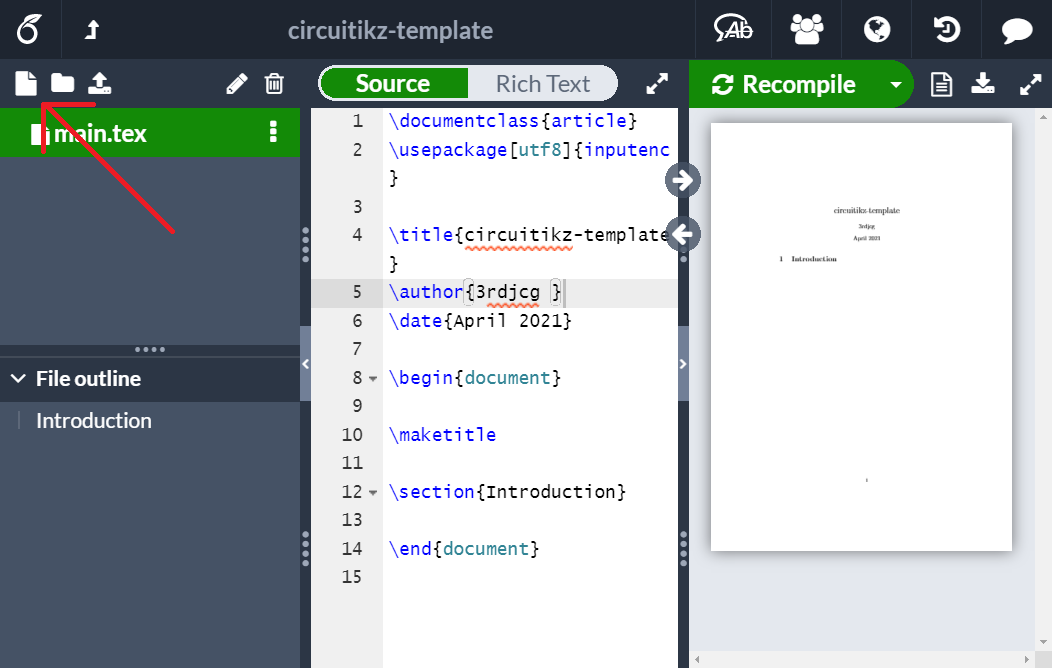 circuitikz-template
Ab
Source
Rich Text
Recompile
main.tex
1 \documentclass{article}
2 \usepackage[utf8]{inputenc
}
3
4 \title{circuitikz-template
}
5 \author{3rdjcg }
6 \date{April 2021}
7
8 \begin{document}
9
10 \maketitle
11
12 \section{Introduction}
13
14 \end{document}
15
File outline
Introduction
circuitikz-template
3rdjcg
April 2021
1 Introduction
1